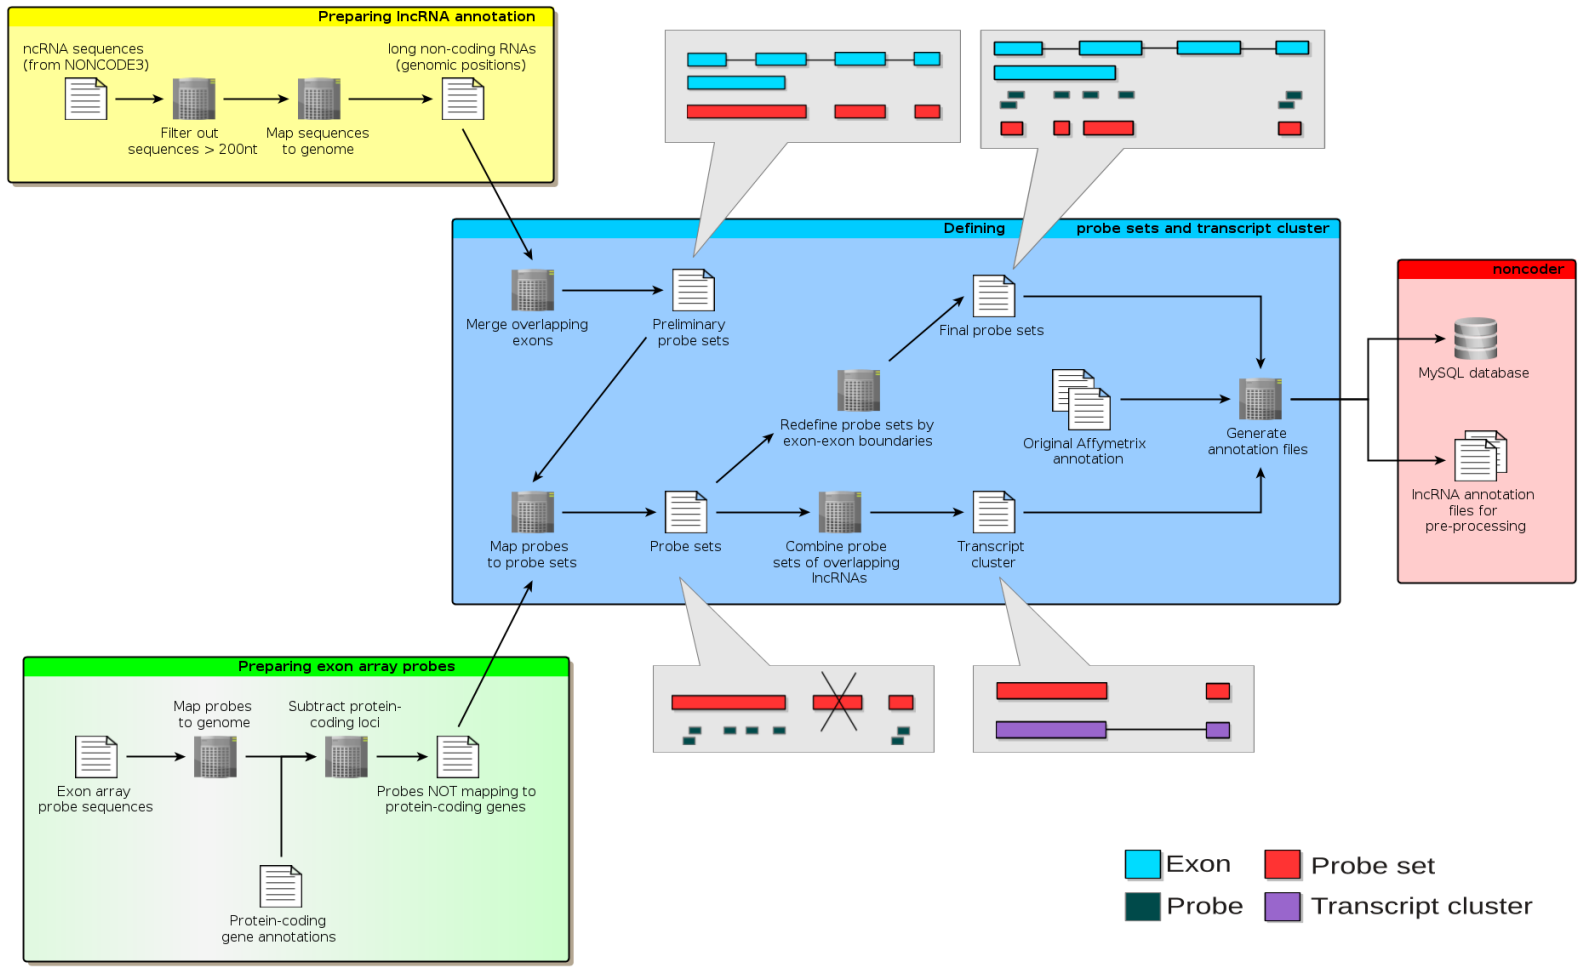 Preparing lncRNA annotation
ncRNA sequences
(from NONCODE3)
long non-coding RNAs
(genomic positions)
Filter out
sequences > 200nt
Map sequences
to genome
Defining probe sets and transcript cluster
Merge overlapping
exons
Preliminary
probe sets
Final probe sets
Redefine probe sets by
exon-exon boundaries
Original Affymetrix
annotation
Generate
annotation files
Map probes
to probe sets
Probe sets
Combine probe
sets of overlapping
lncRNAs
Transcript
cluster
noncoder
MySQL database
lncRNA annotation
files for
pre-processing
Preparing exon array probes
Map probes
to genome
Subtract protein-
coding loci
Exon array
probe sequences
Probes NOT mapping to
protein-coding genes
Protein-coding
gene annotations
Exon
Probe set
Probe
Transcript cluster